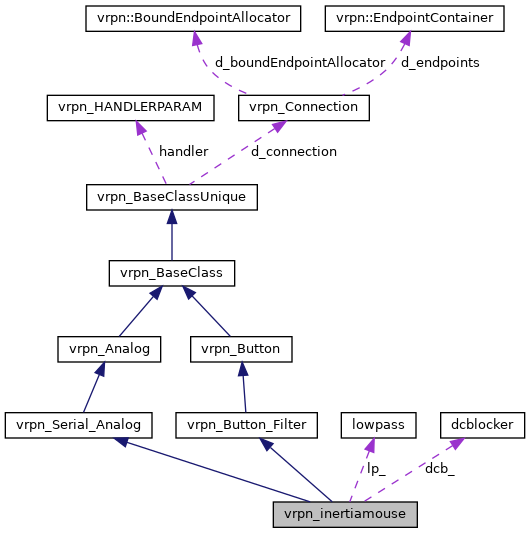 vrpn::BoundEndpointAllocator
vrpn::EndpointContainer
d_boundEndpointAllocator
d_endpoints
vrpn_HANDLERPARAM
vrpn_Connection
handler
d_connection
vrpn_BaseClassUnique
vrpn_BaseClass
vrpn_Analog
vrpn_Button
vrpn_Serial_Analog
vrpn_Button_Filter
lowpass
dcblocker
lp_
dcb_
vrpn_inertiamouse